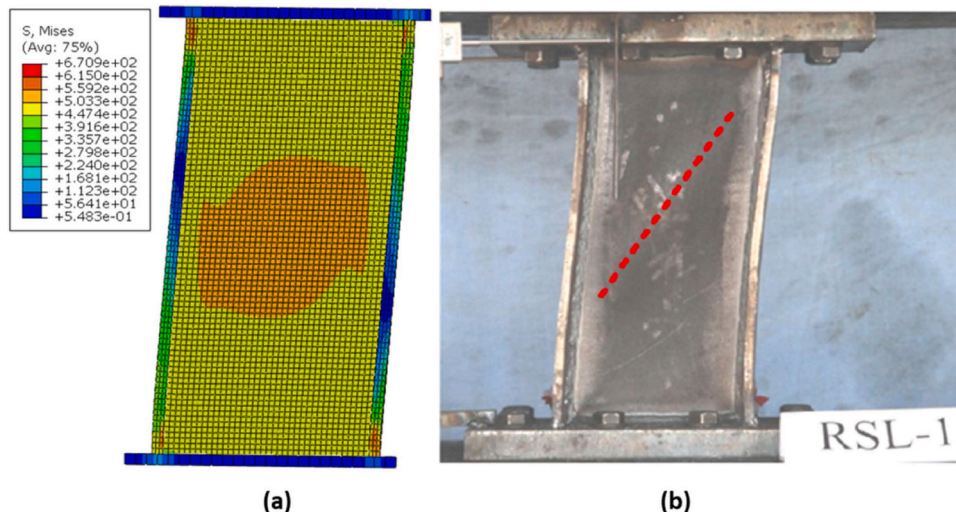 S, Mises
(Avg: 75%)
+6.709e+02
+6.150e+02
+5.592e+02
+5.033e+02
+4.474e+02
+3.916e+02
+3.357e+02
+2.798e+02
+2.240e+02
+1.681e+02
+1.123e+02
+5.641e+01
+5.483e-01
RSL-1
(a)
(b)